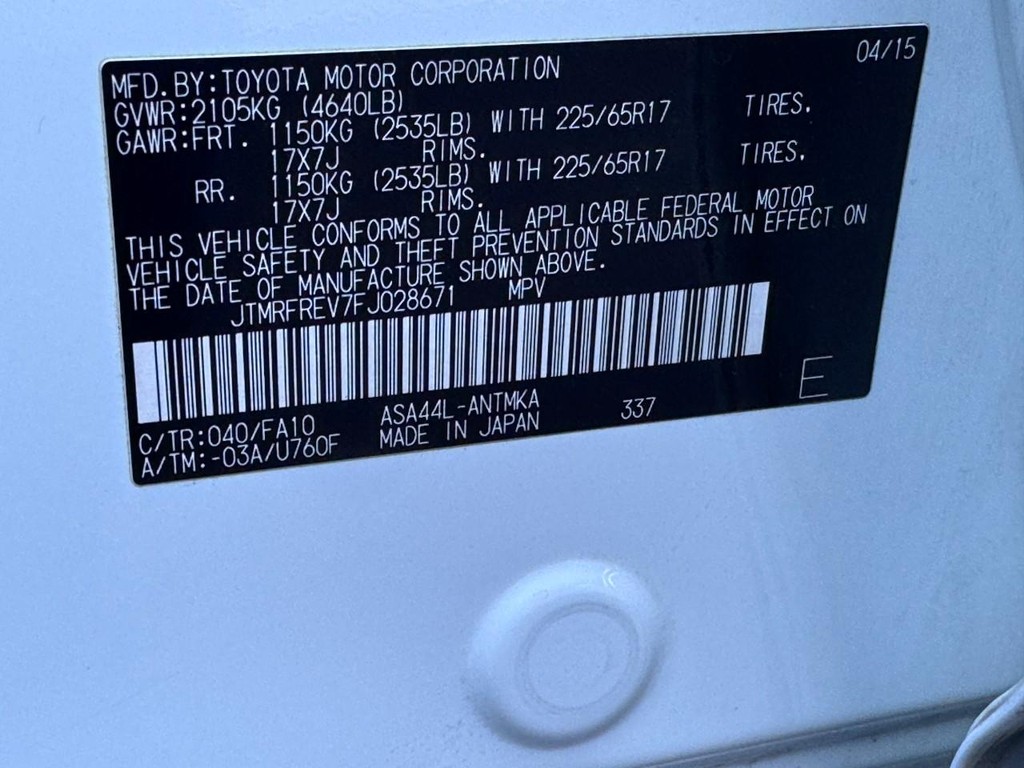 04/15
MFD.BY:TOYOTA MOTOR CORPORATION
GVWR:2105KG (4640LB)
GAWR:FRT. 1150KG (2535LB) WITH 225/65R17 TIRES.
17X7J RIMS.
RR. 1150KG (2535LB) WITH 225/65R17 TIRES.
17X7J RIMS.
THIS VEHICLE CONFORMS TO ALL APPLICABLE FEDERAL MOTOR
VEHICLE SAFETY AND THEFT PREVENTION STANDARDS IN EFFECT ON
THE DATE OF MANUFACTURE SHOWN ABOVE.
JTMRFREV7FJ028671 MPV
E
C/TR:040/FA10 ASA44L-ANTMKA 337
A/TM:-03A/U760F MADE IN JAPAN